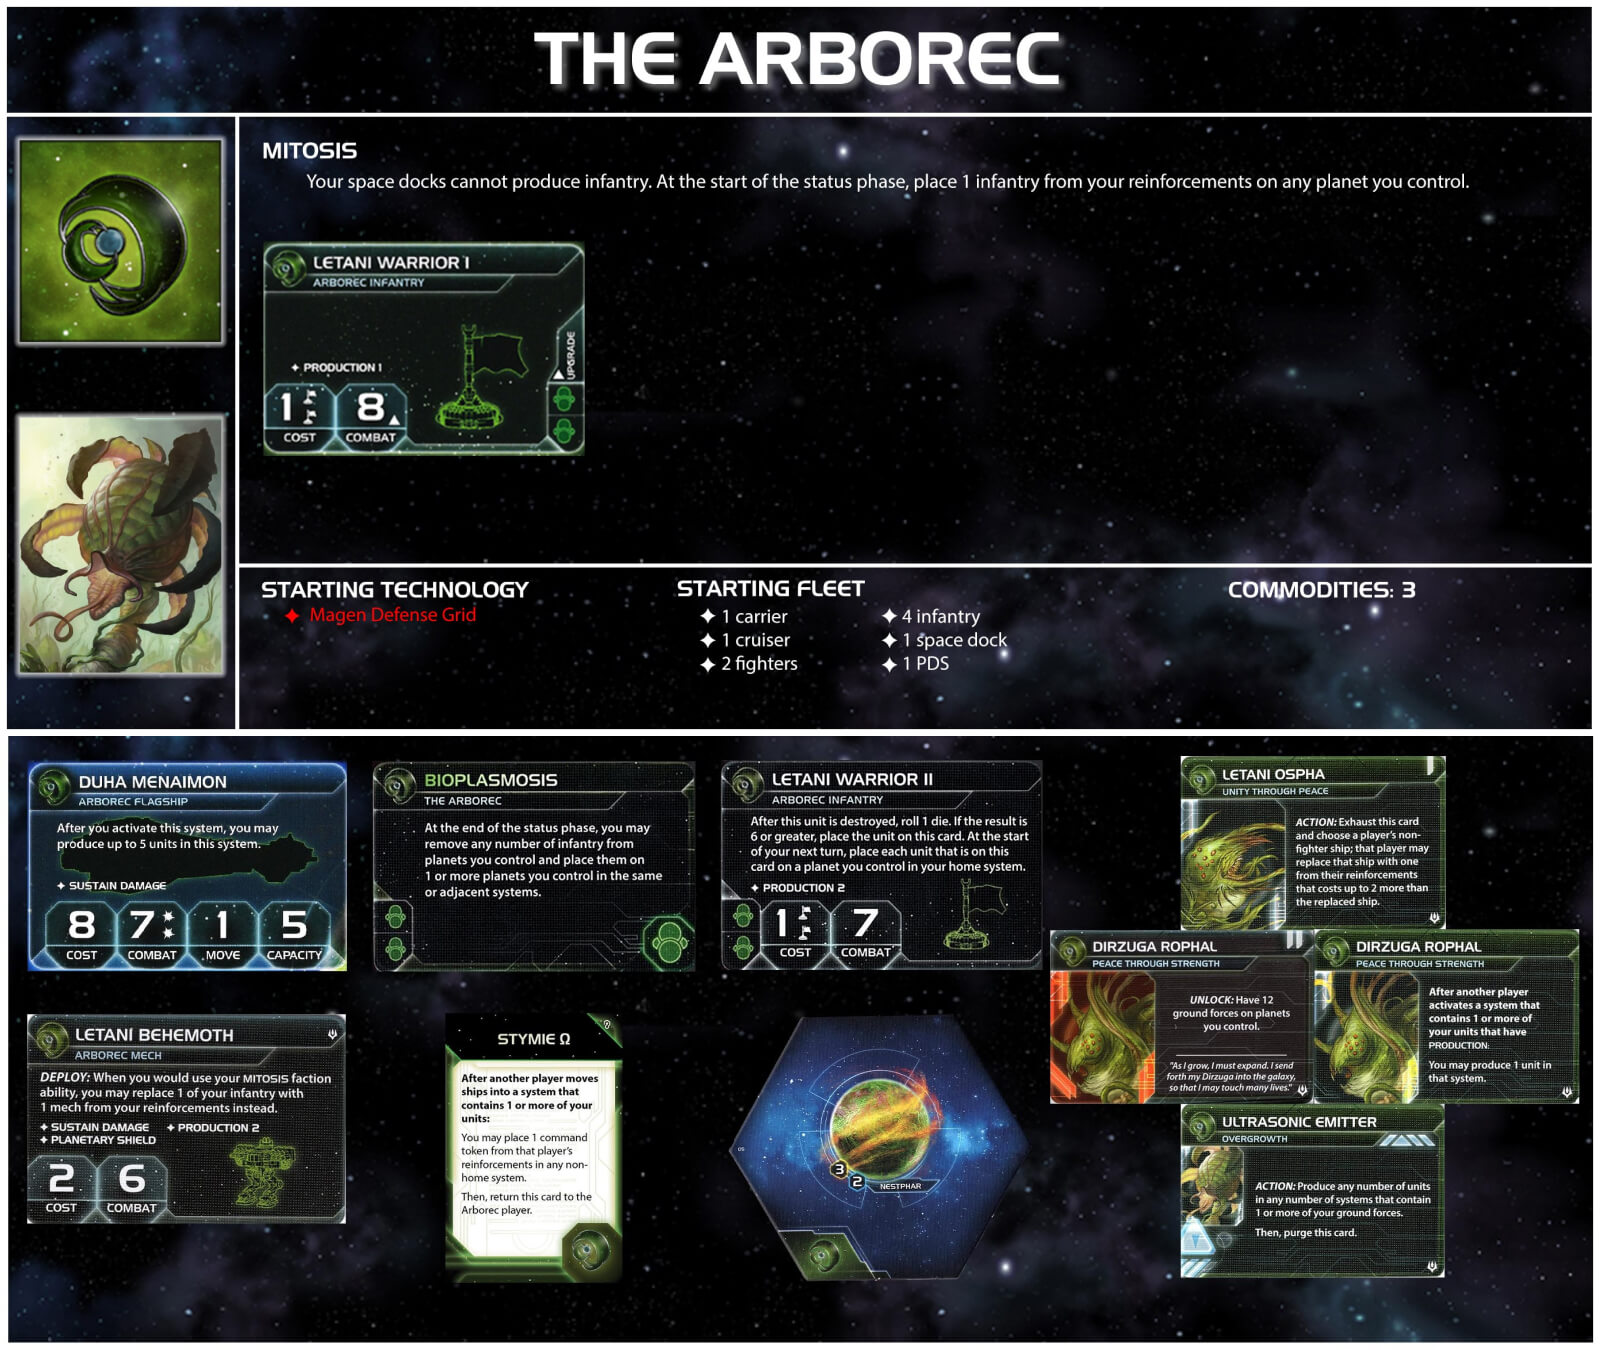 THE ARBOREC
MITOSIS
Your space docks cannot produce infantry. At the start of the status phase, place 1 infantry from your reinforcements on any planet you control.
LETANI WARRIOR I
ARBOREC INFANTRY
PRODUCTION 1
UPGRADE
1
8
COST
COMBAT
STARTING TECHNOLOGY
Magen Defense Grid
STARTING FLEET
1 carrier
1 cruiser
2 fighters
4 infantry
1 space dock
1 PDS
COMMODITIES: 3
DUHA MENAIMON
ARBOREC FLAGSHIP
After you activate this system, you may
produce up to 5 units in this system.
SUSTAIN DAMAGE
8
7
1
5
COST
COMBAT
MOVE
CAPACITY
BIOPLASMOSIS
THE ARBOREC
At the end of the status phase, you may
remove any number of infantry from
planets you control and place them on
1 or more planets you control in the same
or adjacent systems.
LETANI WARRIOR II
ARBOREC INFANTRY
After this unit is destroyed, roll 1 die. If the result is
6 or greater, place the unit on this card. At the start
of your next turn, place each unit that is on this
card on a planet you control in your home system.
PRODUCTION 2
1
7
COST
COMBAT
LETANI OSPHA
UNITY THROUGH PEACE
ACTION: Exhaust this card
and choose a player's non-
fighter ship; that player may
replace that ship with one
from their reinforcements
that costs up to 2 more than
the replaced ship.
DIRZUGA ROPHAL
PEACE THROUGH STRENGTH
UNLOCK: Have 12
ground forces on planets
you control.
"As I grow, I must expand. I send
forth my Dirzuga into the galaxy,
so that I may touch many lives."
DIRZUGA ROPHAL
PEACE THROUGH STRENGTH
After another player
activates a system that
contains 1 or more of
your units that have
PRODUCTION:
You may produce 1 unit in
that system.
LETANI BEHEMOTH
ARBOREC MECH
DEPLOY: When you would use your MITOSIS faction
ability, you may replace 1 of your infantry with
1 mech from your reinforcements instead.
SUSTAIN DAMAGE
PRODUCTION 2
PLANETARY SHIELD
2
6
COST
COMBAT
STYMIE Ω
After another player moves
ships into a system that
contains 1 or more of your
units:
You may place 1 command
token from that player's
reinforcements in any non-
home system.
Then, return this card to the
Arborec player.
05
3
2
NESTPHAR
ULTRASONIC EMITTER
OVERGROWTH
ACTION: Produce any number of units
in any number of systems that contain
1 or more of your ground forces.
Then, purge this card.